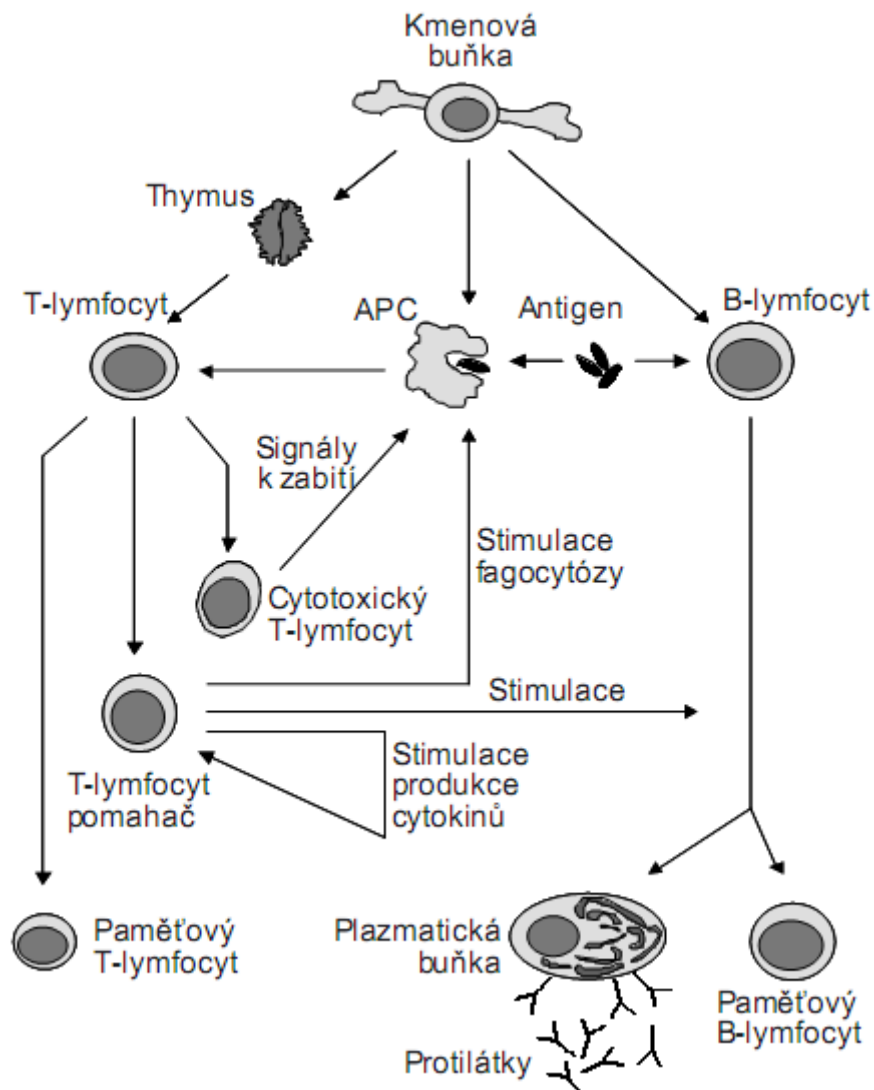 Kmenová
buňka
Thymus
T-lymfocyt
APC
Antigen
B-lymfocyt
Signály
k zabití
Stimulace
fagocytózy
Cytotoxický
T-lymfocyt
Stimulace
T-lymfocyt
pomahač
Stimulace
produkce
cytokinů
Paměťový
T-lymfocyt
Plazmatická
buňka
Paměťový
B-lymfocyt
Protilátky